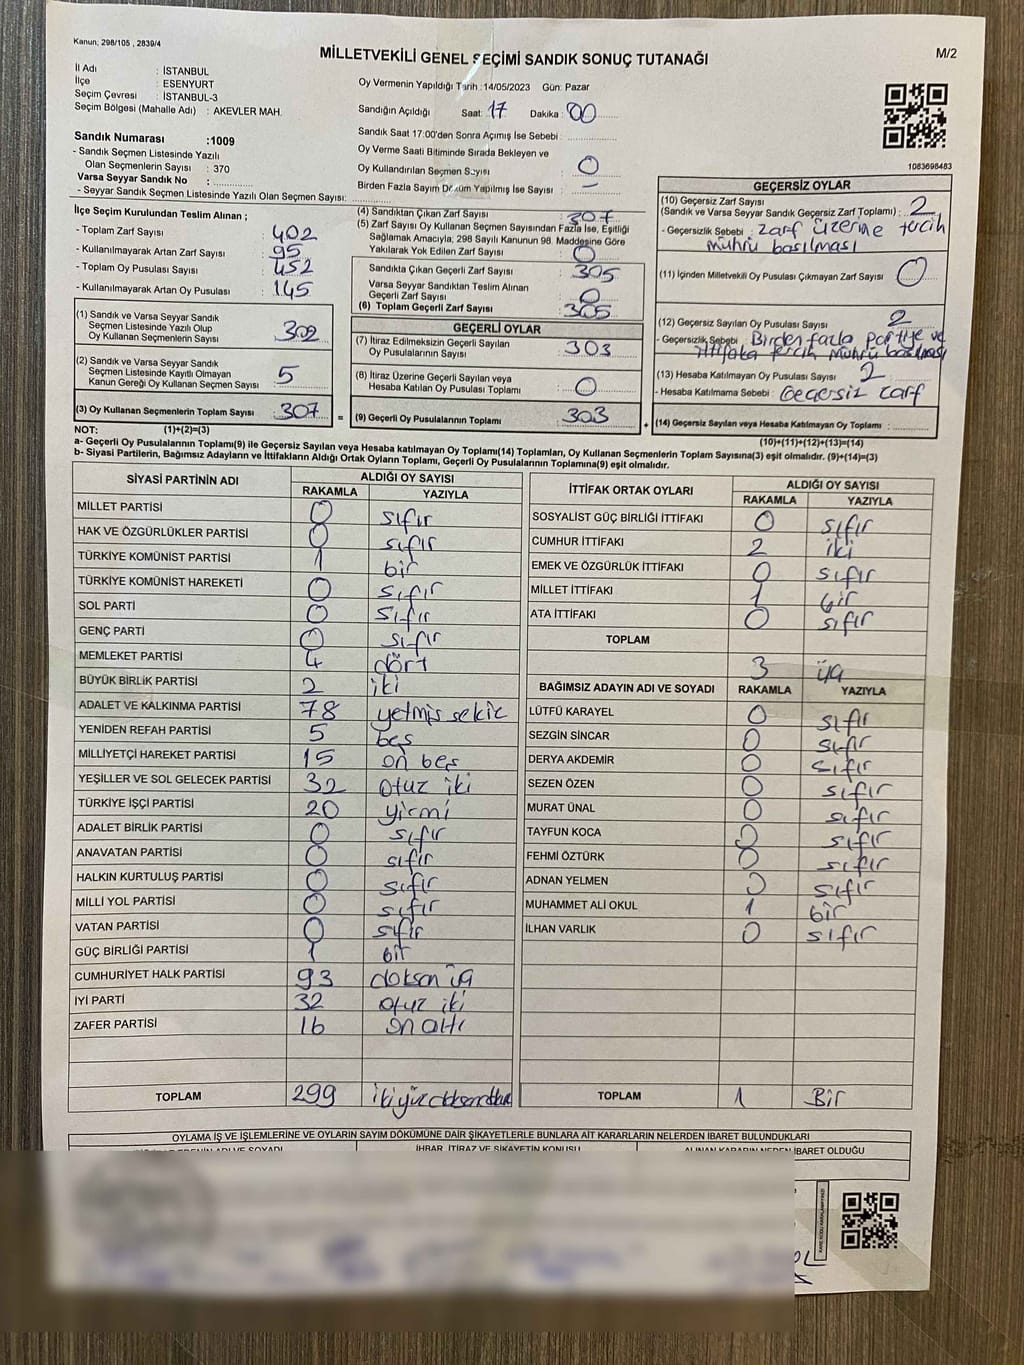 Kanun; 298/105 , 2839/4
MİLLETVEKİLİ GENEL SEÇİMİ SANDIK SONUÇ TUTANAĞI
M/2
İl Adı : İSTANBUL
İlçe : ESENYURT
Seçim Çevresi : İSTANBUL-3
Seçim Bölgesi (Mahalle Adı) : AKEVLER MAH.
Sandık Numarası :1009
- Sandık Seçmen Listesinde Yazılı
Olan Seçmenlerin Sayısı : 370
Varsa Seyyar Sandık No :
- Seyyar Sandık Seçmen Listesinde Yazılı Olan Seçmen Sayısı:
Oy Vermenin Yapıldığı Tarih :14/05/2023 Gün: Pazar
Sandığın Açıldığı Saat: 17 Dakika : 00
Sandık Saat 17:00'den Sonra Açımış İse Sebebi :
Oy Verme Saati Bitiminde Sırada Bekleyen ve
Oy Kullandırılan Seçmen Sayısı : 0
Birden Fazla Sayım Döküm Yapılmış İse Sayısı : –
1083698483
İlçe Seçim Kurulundan Teslim Alınan ;
- Toplam Zarf Sayısı : 402
- Kullanılmayarak Artan Zarf Sayısı : 95
- Toplam Oy Pusulası Sayısı : 452
- Kullanılmayarak Artan Oy Pusulası : 145
(1) Sandık ve Varsa Seyyar Sandık
Seçmen Listesinde Yazılı Olup
Oy Kullanan Seçmenlerin Sayısı : 302
(2) Sandık ve Varsa Seyyar Sandık
Seçmen Listesinde Kayıtlı Olmayan
Kanun Gereği Oy Kullanan Seçmen Sayısı : 5
(3) Oy Kullanan Seçmenlerin Toplam Sayısı : 307
(4) Sandıktan Çıkan Zarf Sayısı : 307
(5) Zarf Sayısı Oy Kullanan Seçmen Sayısından Fazla İse, Eşitliği
Sağlamak Amacıyla, 298 Sayılı Kanunun 98. Maddesine Göre
Yakılarak Yok Edilen Zarf Sayısı : 0
Sandıkta Çıkan Geçerli Zarf Sayısı : 305
Varsa Seyyar Sandıktan Teslim Alınan
Geçerli Zarf Sayısı : 0
(6) Toplam Geçerli Zarf Sayısı : 305
GEÇERLİ OYLAR
(7) İtiraz Edilmeksizin Geçerli Sayılan
Oy Pusulalarının Sayısı : 303
(8) İtiraz Üzerine Geçerli Sayılan veya
Hesaba Katılan Oy Pusulası Sayısı : 0
= (9) Geçerli Oy Pusulalarının Toplamı : 303 +
GEÇERSİZ OYLAR
(10) Geçersiz Zarf Sayısı
(Sandık ve Varsa Seyyar Sandık Geçersiz Zarf Toplamı) : 2
- Geçersizlik Sebebi : zarf üzerine tercih
mührü basılması
(11) İçinden Milletvekili Oy Pusulası Çıkmayan Zarf Sayısı : 0
(12) Geçersiz Sayılan Oy Pusulası Sayısı : 2
- Geçersizlik Sebebi : Birden fazla partiye ve
ittifaka tercih mührü basılması
(13) Hesaba Katılmayan Oy Pusulası Sayısı : 2
- Hesaba Katılmama Sebebi : Geçersiz zarf
(14) Geçersiz Sayılan veya Hesaba Katılmayan Oy Toplamı :
NOT: (1)+(2)=(3) (10)+(11)+(12)+(13)=(14)
a- Geçerli Oy Pusulalarının Toplamı(9) ile Geçersiz Sayılan veya Hesaba katılmayan Oy Toplamı(14) Toplamları, Oy Kullanan Seçmenlerin Toplam Sayısına(3) eşit olmalıdır. (9)+(14)=(3)
b- Siyasi Partilerin, Bağımsız Adayların ve İttifakların Aldığı Ortak Oyların Toplamı, Geçerli Oy Pusulalarının Toplamına(9) eşit olmalıdır.
SİYASİ PARTİNİN ADI ALDIĞI OY SAYISI
RAKAMLA YAZIYLA
MİLLET PARTİSİ 0 sıfır
HAK VE ÖZGÜRLÜKLER PARTİSİ 0 sıfır
TÜRKİYE KOMÜNİST PARTİSİ 1 bir
TÜRKİYE KOMÜNİST HAREKETİ 0 sıfır
SOL PARTİ 0 sıfır
GENÇ PARTİ 0 sıfır
MEMLEKET PARTİSİ 4 dört
BÜYÜK BİRLİK PARTİSİ 2 iki
ADALET VE KALKINMA PARTİSİ 78 yetmiş sekiz
YENİDEN REFAH PARTİSİ 5 beş
MİLLİYETÇİ HAREKET PARTİSİ 15 on beş
YEŞİLLER VE SOL GELECEK PARTİSİ 32 otuz iki
TÜRKİYE İŞÇİ PARTİSİ 20 yirmi
ADALET BİRLİK PARTİSİ 0 sıfır
ANAVATAN PARTİSİ 0 sıfır
HALKIN KURTULUŞ PARTİSİ 0 sıfır
MİLLİ YOL PARTİSİ 0 sıfır
VATAN PARTİSİ 0 sıfır
GÜÇ BİRLİĞİ PARTİSİ 1 bir
CUMHURİYET HALK PARTİSİ 93 doksan üç
İYİ PARTİ 32 otuz iki
ZAFER PARTİSİ 16 on altı
TOPLAM 299 ikiyüzdoksandokuz
İTTİFAK ORTAK OYLARI ALDIĞI OY SAYISI
RAKAMLA YAZIYLA
SOSYALİST GÜÇ BİRLİĞİ İTTİFAKI 0 sıfır
CUMHUR İTTİFAKI 2 iki
EMEK VE ÖZGÜRLÜK İTTİFAKI 0 sıfır
MİLLET İTTİFAKI 1 bir
ATA İTTİFAKI 0 sıfır
TOPLAM
3 üç
BAĞIMSIZ ADAYIN ADI VE SOYADI RAKAMLA YAZIYLA
LÜTFÜ KARAYEL 0 sıfır
SEZGİN SİNCAR 0 sıfır
DERYA AKDEMİR 0 sıfır
SEZEN ÖZEN 0 sıfır
MURAT ÜNAL 0 sıfır
TAYFUN KOCA 0 sıfır
FEHMİ ÖZTÜRK 0 sıfır
ADNAN YELMEN 0 sıfır
MUHAMMET ALİ OKUL 1 bir
İLHAN VARLIK 0 sıfır
TOPLAM 1 Bir
OYLAMA İŞ VE İŞLEMLERİNE VE OYLARIN SAYIM DÖKÜMÜNE DAİR ŞİKAYETLERLE BUNLARA AİT KARARLARIN NELERDEN İBARET BULUNDUKLARI
İHBAR, İTİRAZ VE ŞİKAYETİN KONUSU ALINAN KARARIN NEDEN İBARET OLDUĞU